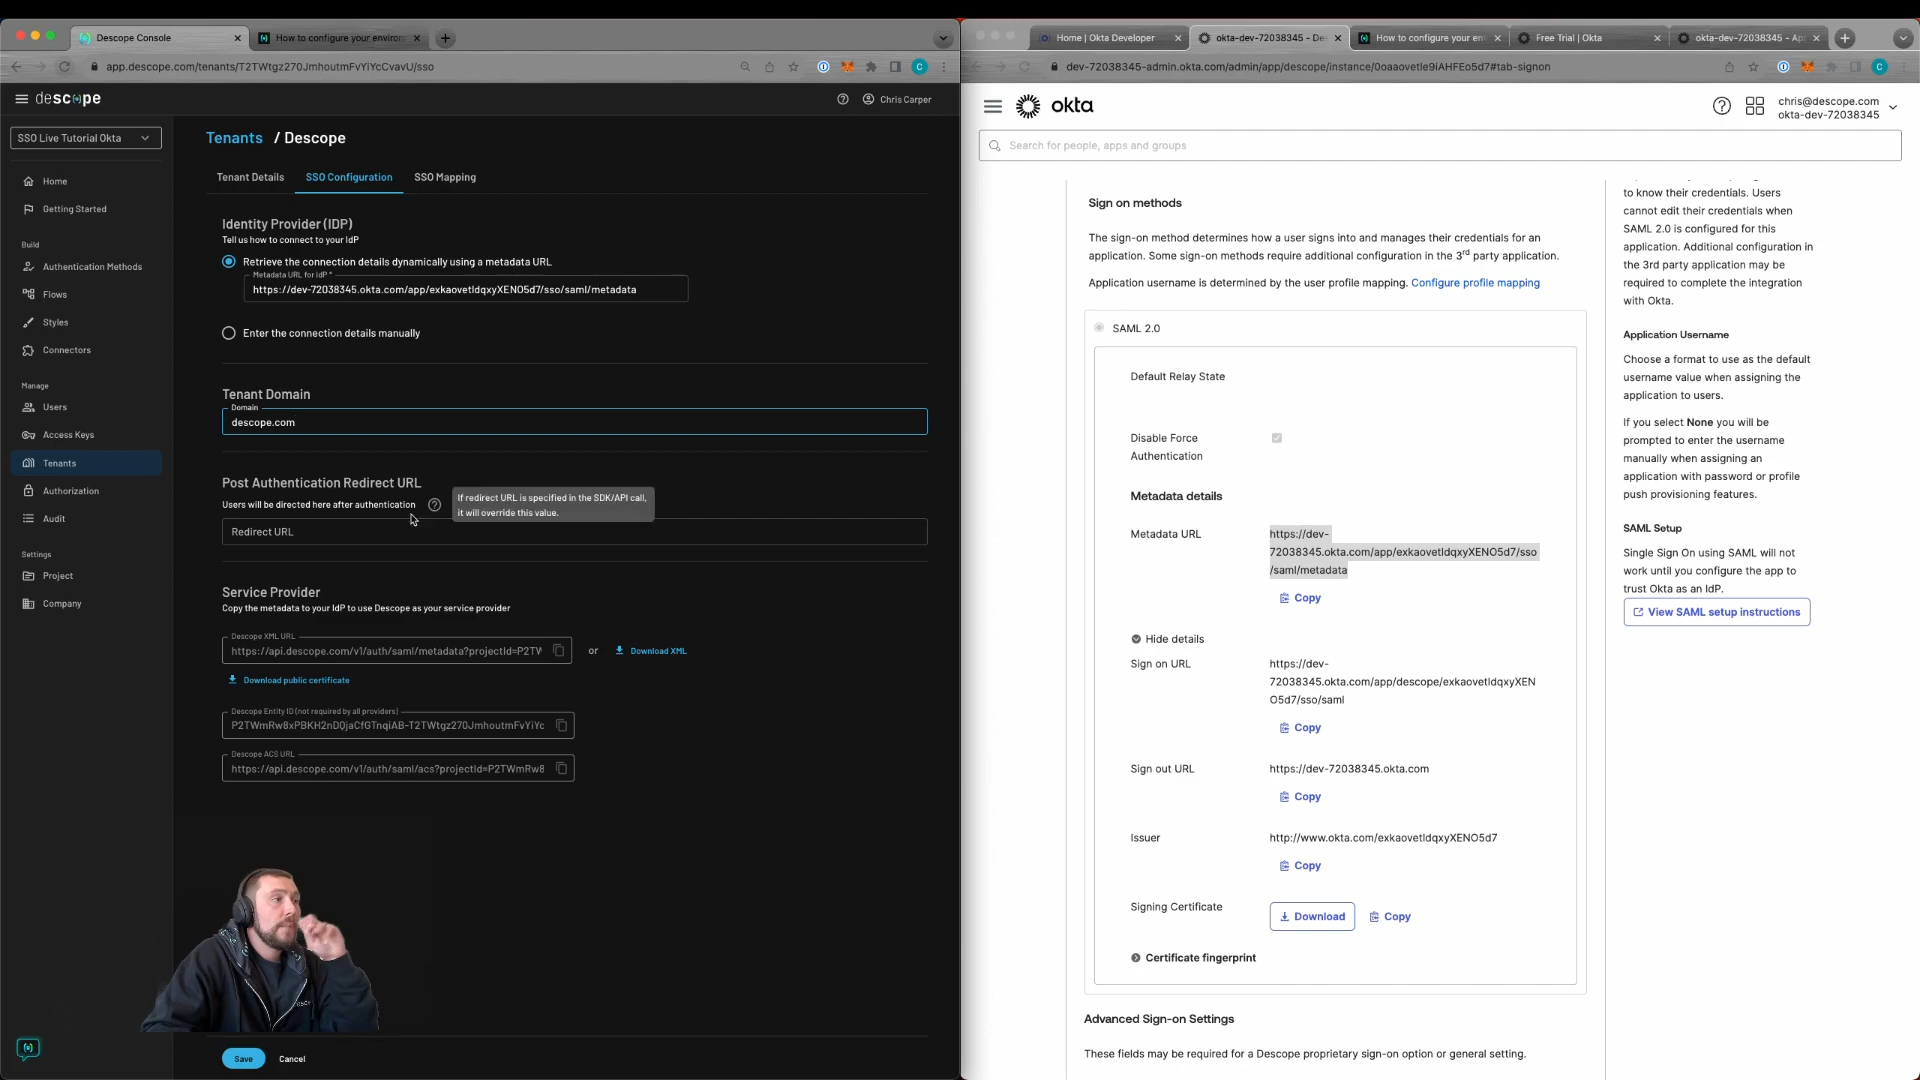 Descope Console
How to configure your environ
app.descope.com/tenants/T2TWtgz270JmhoutmFvYiYcCvavU/sso
descope
Chris Carper
SSO Live Tutorial Okta
Home
Getting Started
Build
Authentication Methods
Flows
Styles
Connectors
Manage
Users
Access Keys
Tenants
Authorization
Audit
Settings
Project
Company
Tenants / Descope
Tenant Details
SSO Configuration
SSO Mapping
Identity Provider (IDP)
Tell us how to connect to your IdP
Retrieve the connection details dynamically using a metadata URL
Metadata URL for IdP *
https://dev-72038345.okta.com/app/exkaovetldqxyXENO5d7/sso/saml/metadata
Enter the connection details manually
Tenant Domain
Domain
descope.com
Post Authentication Redirect URL
Users will be directed here after authentication
If redirect URL is specified in the SDK/API call,
it will override this value.
Redirect URL
Service Provider
Copy the metadata to your IdP to use Descope as your service provider
Descope XML URL
https://api.descope.com/v1/auth/saml/metadata?projectId=P2TW
or
Download XML
Download public certificate
Descope Entity ID (not required by all providers)
P2TWmRw8xPBKH2nDQjaCfGTnqiAB-T2TWtgz270JmhoutmFvYiYc
Descope ACS URL
https://api.descope.com/v1/auth/saml/acs?projectId=P2TWmRw8
Save
Cancel
Home | Okta Developer
okta-dev-72038345 - Des
How to configure your en
Free Trial | Okta
okta-dev-72038345 - Ap
dev-72038345-admin.okta.com/admin/app/descope/instance/0oaaovetle9iAHFEo5d7#tab-signon
okta
chris@descope.com
okta-dev-72038345
Search for people, apps and groups
Sign on methods
The sign-on method determines how a user signs into and manages their credentials for an
application. Some sign-on methods require additional configuration in the 3rd party application.
Application username is determined by the user profile mapping. Configure profile mapping
SAML 2.0
Default Relay State
Disable Force
Authentication
Metadata details
Metadata URL
https://dev-
72038345.okta.com/app/exkaovetldqxyXENO5d7/sso
/saml/metadata
Copy
Hide details
Sign on URL
https://dev-
72038345.okta.com/app/descope/exkaovetldqxyXEN
O5d7/sso/saml
Copy
Sign out URL
https://dev-72038345.okta.com
Copy
Issuer
http://www.okta.com/exkaovetldqxyXENO5d7
Copy
Signing Certificate
Download
Copy
Certificate fingerprint
Advanced Sign-on Settings
These fields may be required for a Descope proprietary sign-on option or general setting.
to know their credentials. Users
cannot edit their credentials when
SAML 2.0 is configured for this
application. Additional configuration in
the 3rd party application may be
required to complete the integration
with Okta.
Application Username
Choose a format to use as the default
username value when assigning the
application to users.
If you select None you will be
prompted to enter the username
manually when assigning an
application with password or profile
push provisioning features.
SAML Setup
Single Sign On using SAML will not
work until you configure the app to
trust Okta as an IdP.
View SAML setup instructions